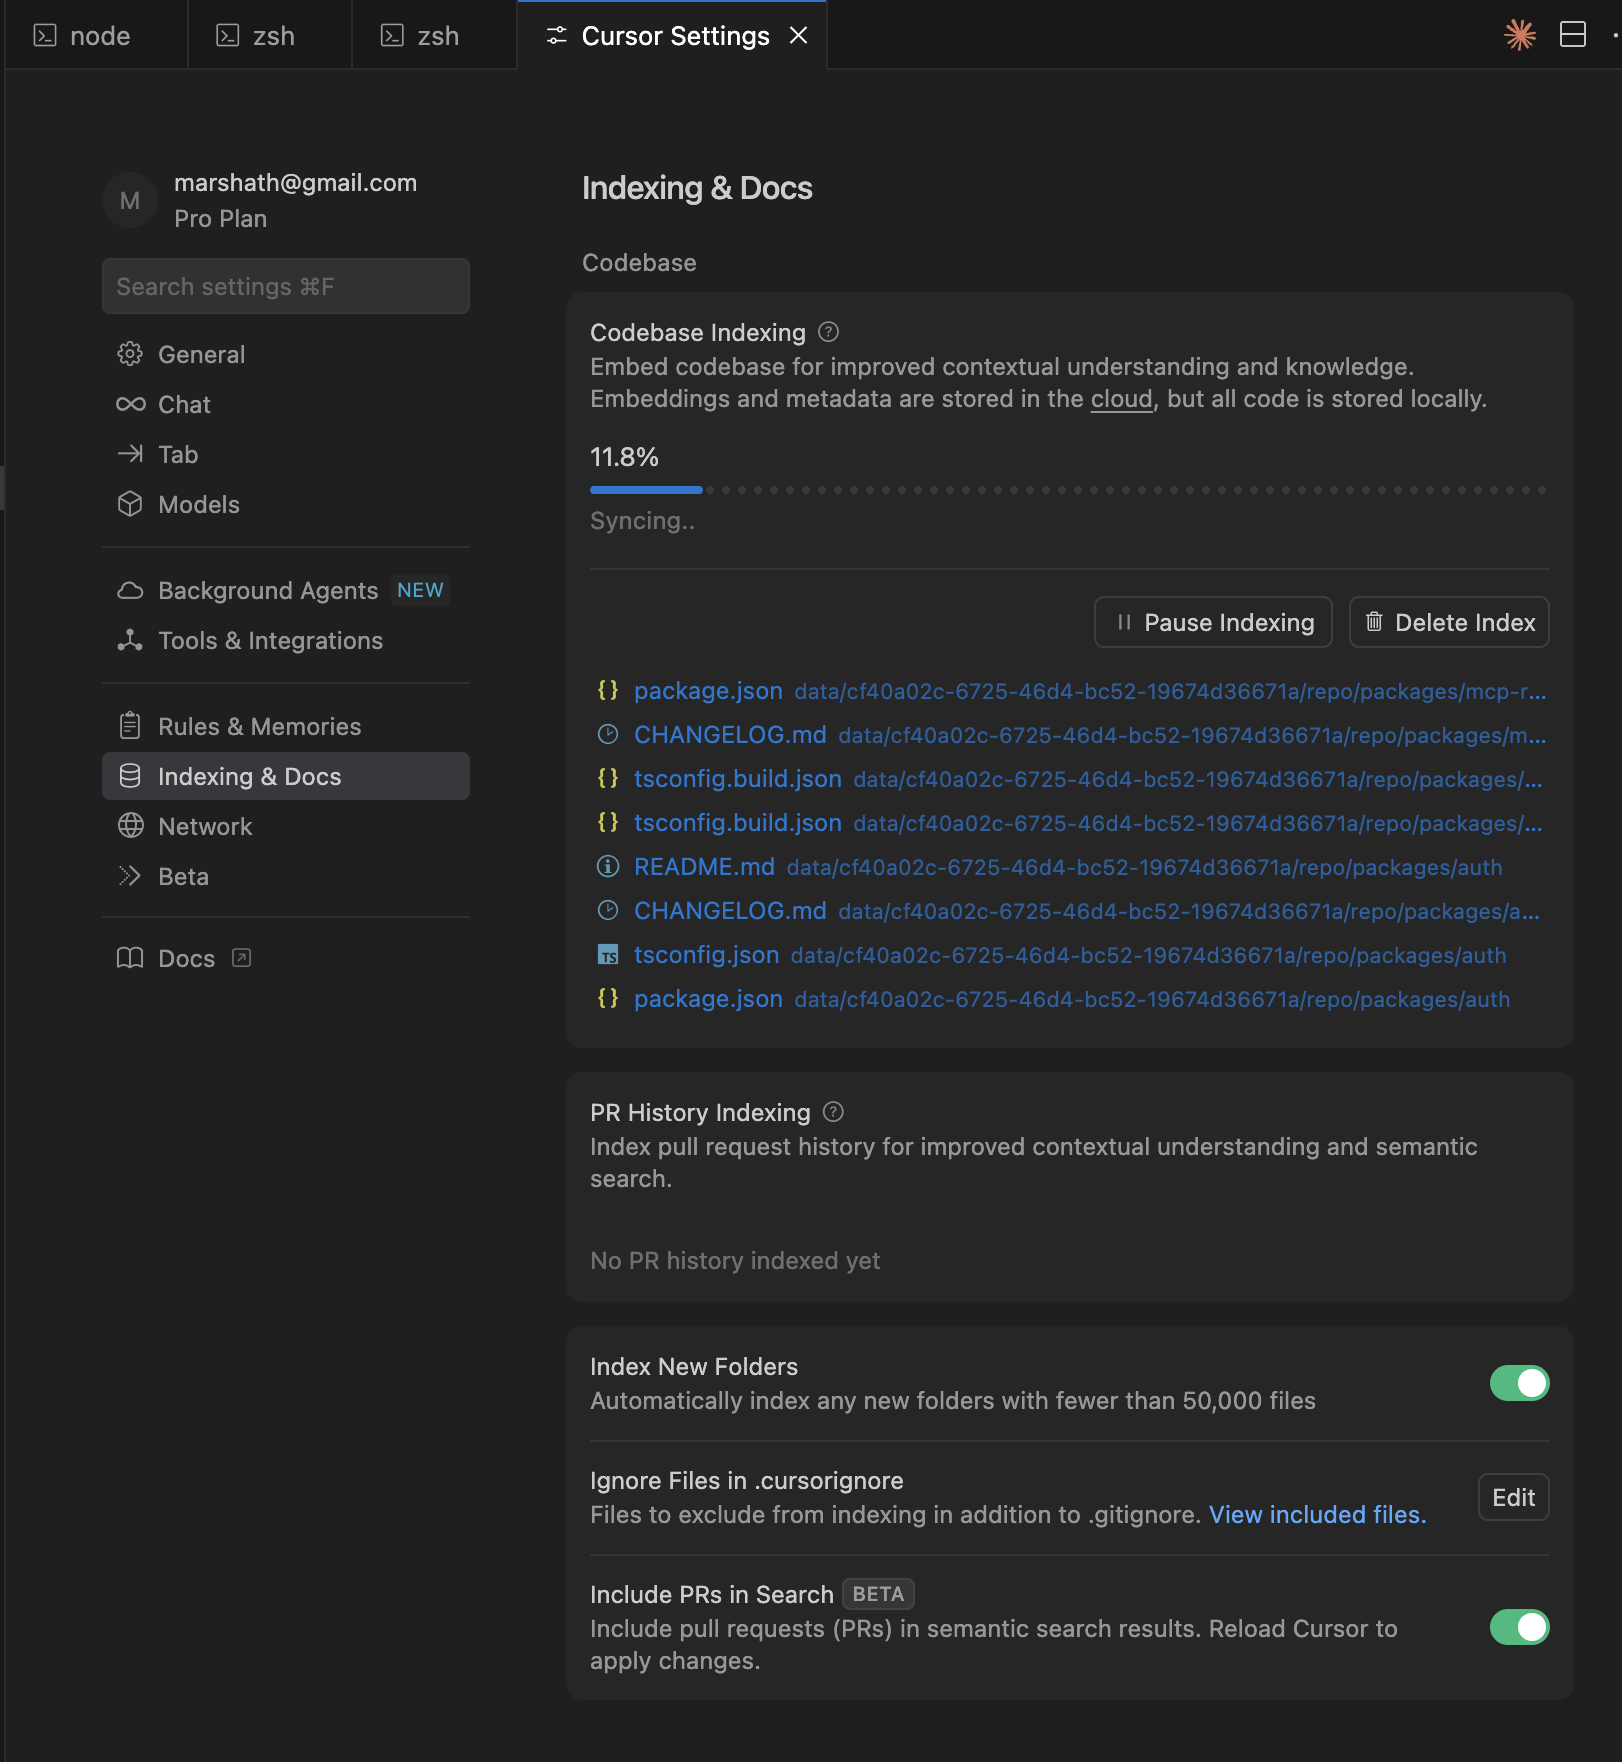 node
zsh
zsh
Cursor Settings
M
marshath@gmail.com
Pro Plan
Search settings ⌘F
General
Chat
Tab
Models
Background Agents NEW
Tools & Integrations
Rules & Memories
Indexing & Docs
Network
Beta
Docs
Indexing & Docs
Codebase
Codebase Indexing
Embed codebase for improved contextual understanding and knowledge.
Embeddings and metadata are stored in the cloud, but all code is stored locally.
11.8%
Syncing..
Pause Indexing
Delete Index
{} package.json data/cf40a02c-6725-46d4-bc52-19674d36671a/repo/packages/mcp-r...
CHANGELOG.md data/cf40a02c-6725-46d4-bc52-19674d36671a/repo/packages/m...
{} tsconfig.build.json data/cf40a02c-6725-46d4-bc52-19674d36671a/repo/packages/...
{} tsconfig.build.json data/cf40a02c-6725-46d4-bc52-19674d36671a/repo/packages/...
README.md data/cf40a02c-6725-46d4-bc52-19674d36671a/repo/packages/auth
CHANGELOG.md data/cf40a02c-6725-46d4-bc52-19674d36671a/repo/packages/a...
TS tsconfig.json data/cf40a02c-6725-46d4-bc52-19674d36671a/repo/packages/auth
{} package.json data/cf40a02c-6725-46d4-bc52-19674d36671a/repo/packages/auth
PR History Indexing
Index pull request history for improved contextual understanding and semantic
search.
No PR history indexed yet
Index New Folders
Automatically index any new folders with fewer than 50,000 files
Ignore Files in .cursorignore
Files to exclude from indexing in addition to .gitignore. View included files.
Edit
Include PRs in Search BETA
Include pull requests (PRs) in semantic search results. Reload Cursor to
apply changes.